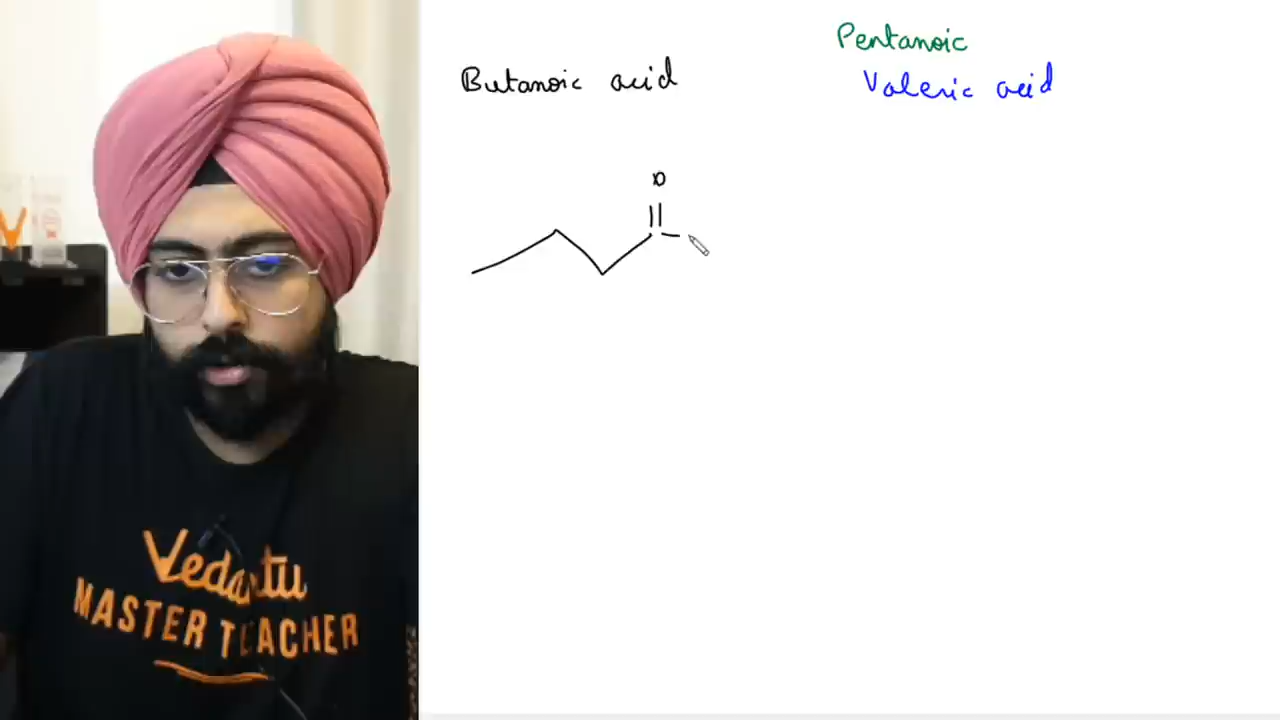 Pentanoic
Butanoic acid
Valeric acid
O
Vedantu
MASTER TEACHER